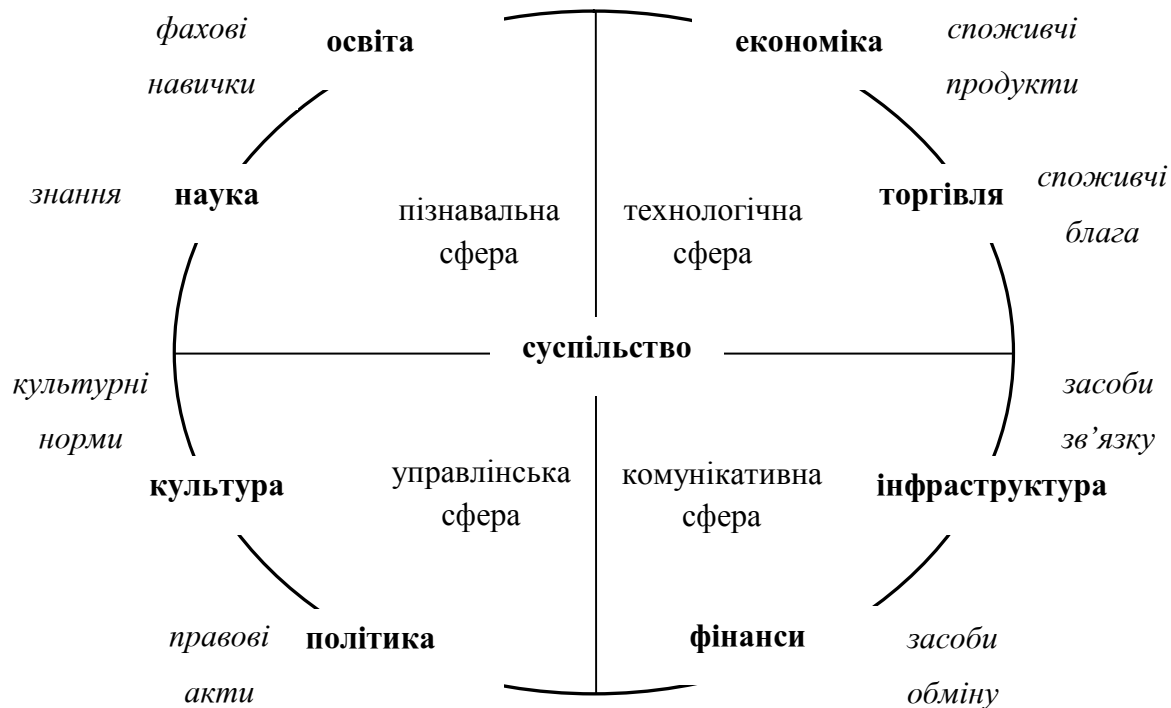 фахові
навички
освіта
економіка
споживчі
продукти
знання
наука
пізнавальна
сфера
технологічна
сфера
торгівля
споживчі
блага
суспільство
культурні
норми
культура
управлінська
сфера
комунікативна
сфера
засоби
зв’язку
інфраструктура
правові
акти
політика
фінанси
засоби
обміну